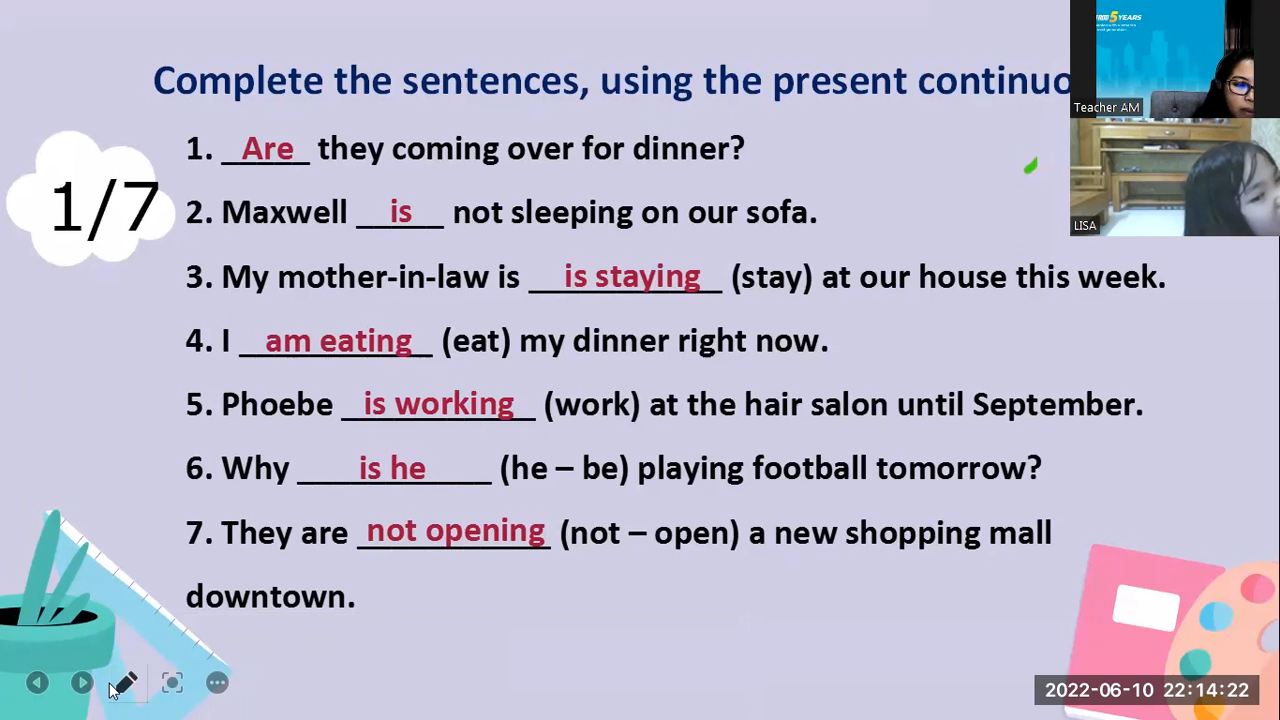 Complete the sentences, using the present continuo
5 YEARS
Teacher AM
1. Are they coming over for dinner?
1/7
2. Maxwell is not sleeping on our sofa.
LISA
3. My mother-in-law is is staying (stay) at our house this week.
4. I am eating (eat) my dinner right now.
5. Phoebe is working (work) at the hair salon until September.
6. Why is he (he – be) playing football tomorrow?
7. They are not opening (not – open) a new shopping mall
downtown.
2022-06-10 22:14:22